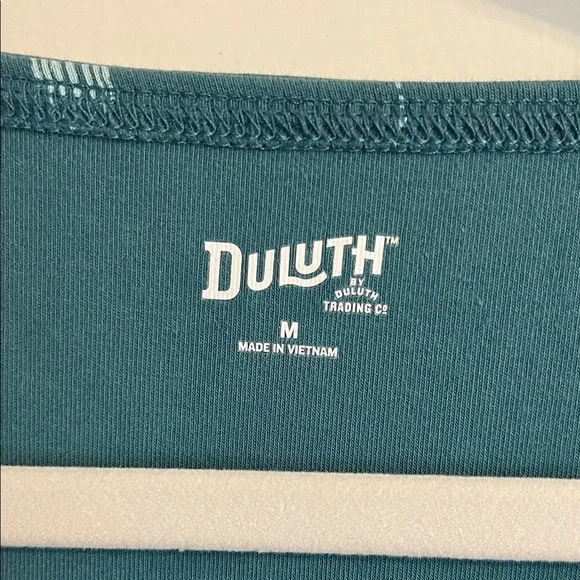 DULUTH™
BY
DULUTH
TRADING Cº
M
MADE IN VIETNAM